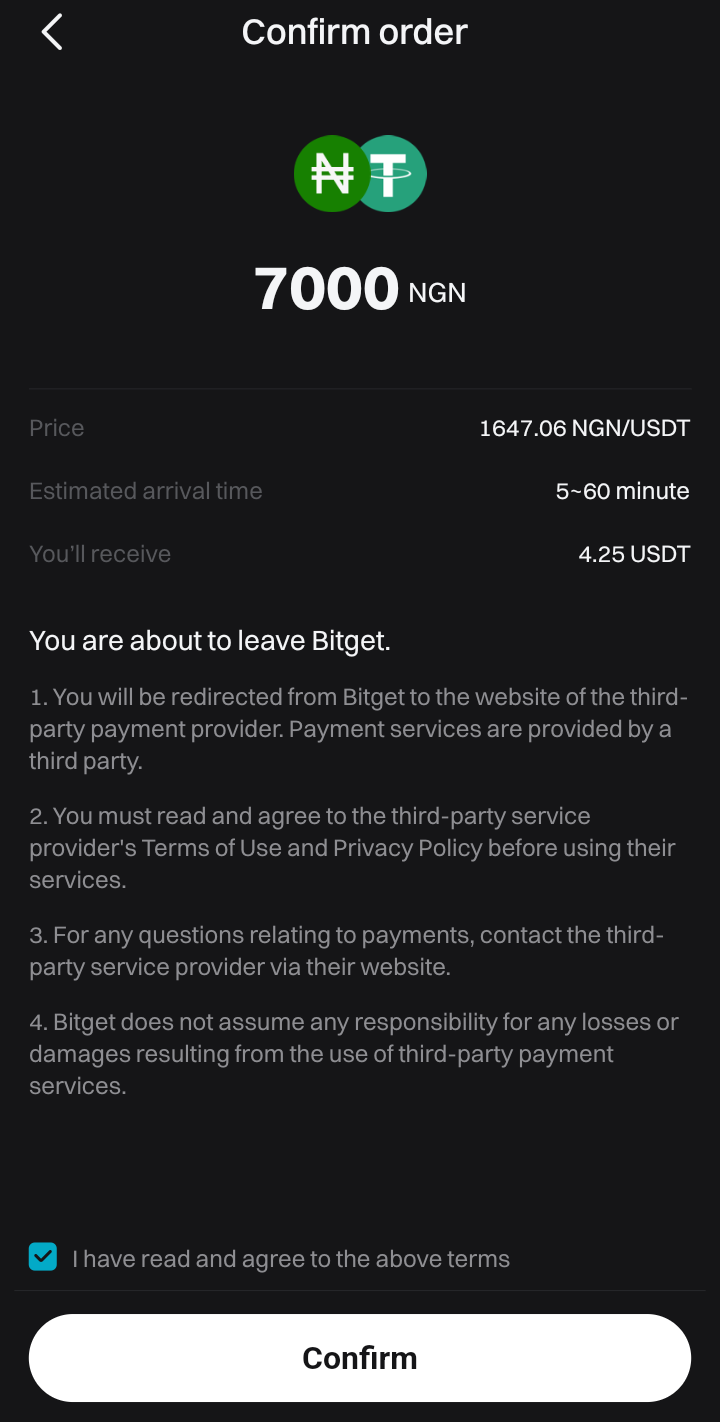 Confirm order
7000 NGN
Price 1647.06 NGN/USDT
Estimated arrival time 5~60 minute
You'll receive 4.25 USDT
You are about to leave Bitget.
1. You will be redirected from Bitget to the website of the third-
party payment provider. Payment services are provided by a
third party.
2. You must read and agree to the third-party service
provider's Terms of Use and Privacy Policy before using their
services.
3. For any questions relating to payments, contact the third-
party service provider via their website.
4. Bitget does not assume any responsibility for any losses or
damages resulting from the use of third-party payment
services.
I have read and agree to the above terms
Confirm